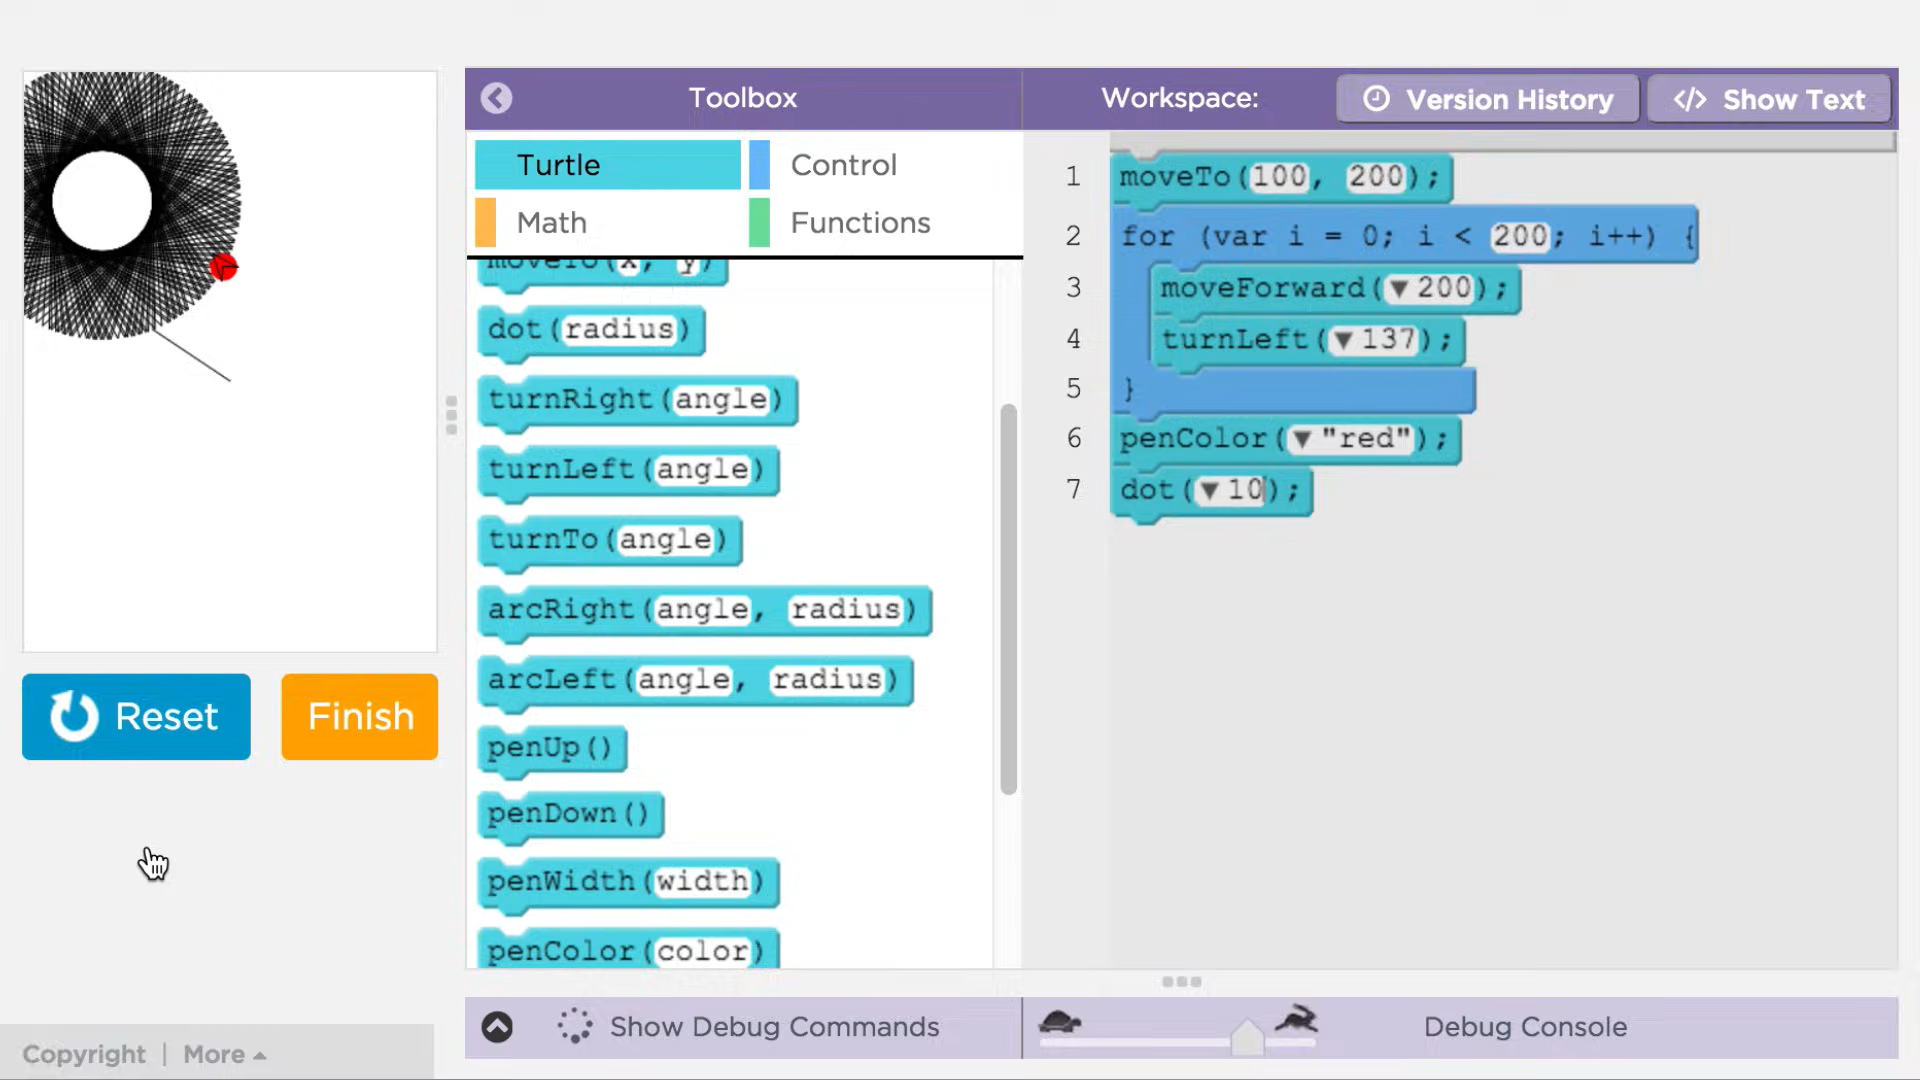 Toolbox
Workspace:
Version History
</> Show Text
Turtle
Control
Math
Functions
moveTo(x, y)
dot(radius)
turnRight(angle)
turnLeft(angle)
turnTo(angle)
arcRight(angle, radius)
arcLeft(angle, radius)
penUp()
penDown()
penWidth(width)
penColor(color)
1 moveTo(100, 200);
2 for (var i = 0; i < 200; i++) {
3 moveForward(▼200);
4 turnLeft(▼137);
5 }
6 penColor(▼"red");
7 dot(▼10);
Reset
Finish
Show Debug Commands
Debug Console
Copyright | More